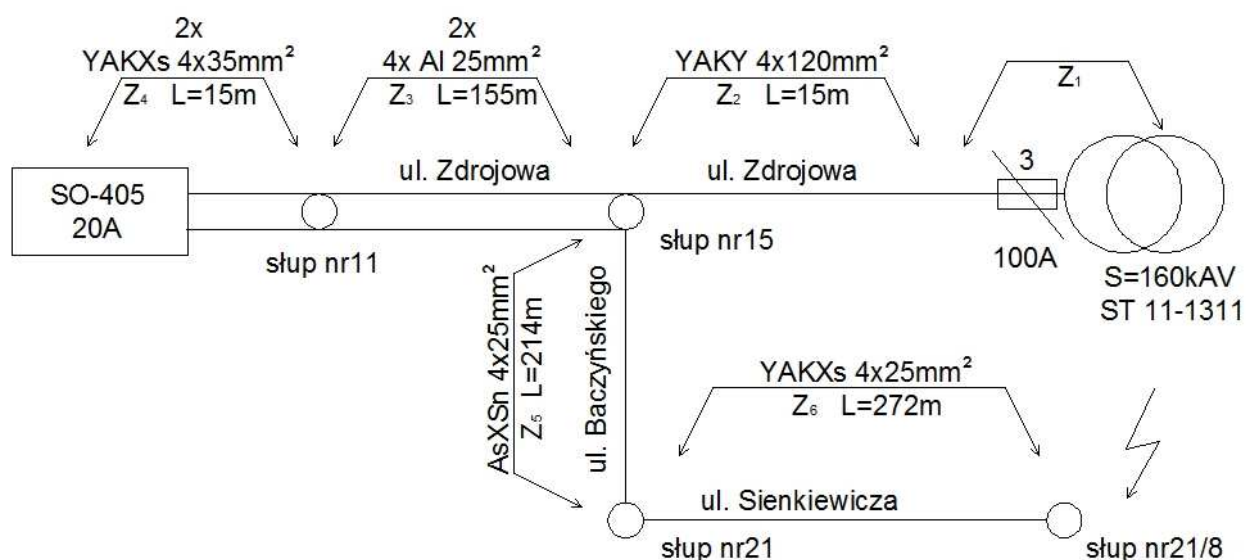 2x
YAKXs 4x35mm²
Z₄ L=15m
2x
4x Al 25mm²
Z₃ L=155m
YAKY 4x120mm²
Z₂ L=15m
Z₁
SO-405
20A
ul. Zdrojowa
ul. Zdrojowa
3
100A
słup nr11
słup nr15
S=160kAV
ST 11-1311
AsXSn 4x25mm²
Z₅ L=214m
ul. Baczyńskiego
YAKXs 4x25mm²
Z₆ L=272m
ul. Sienkiewicza
słup nr21
słup nr21/8